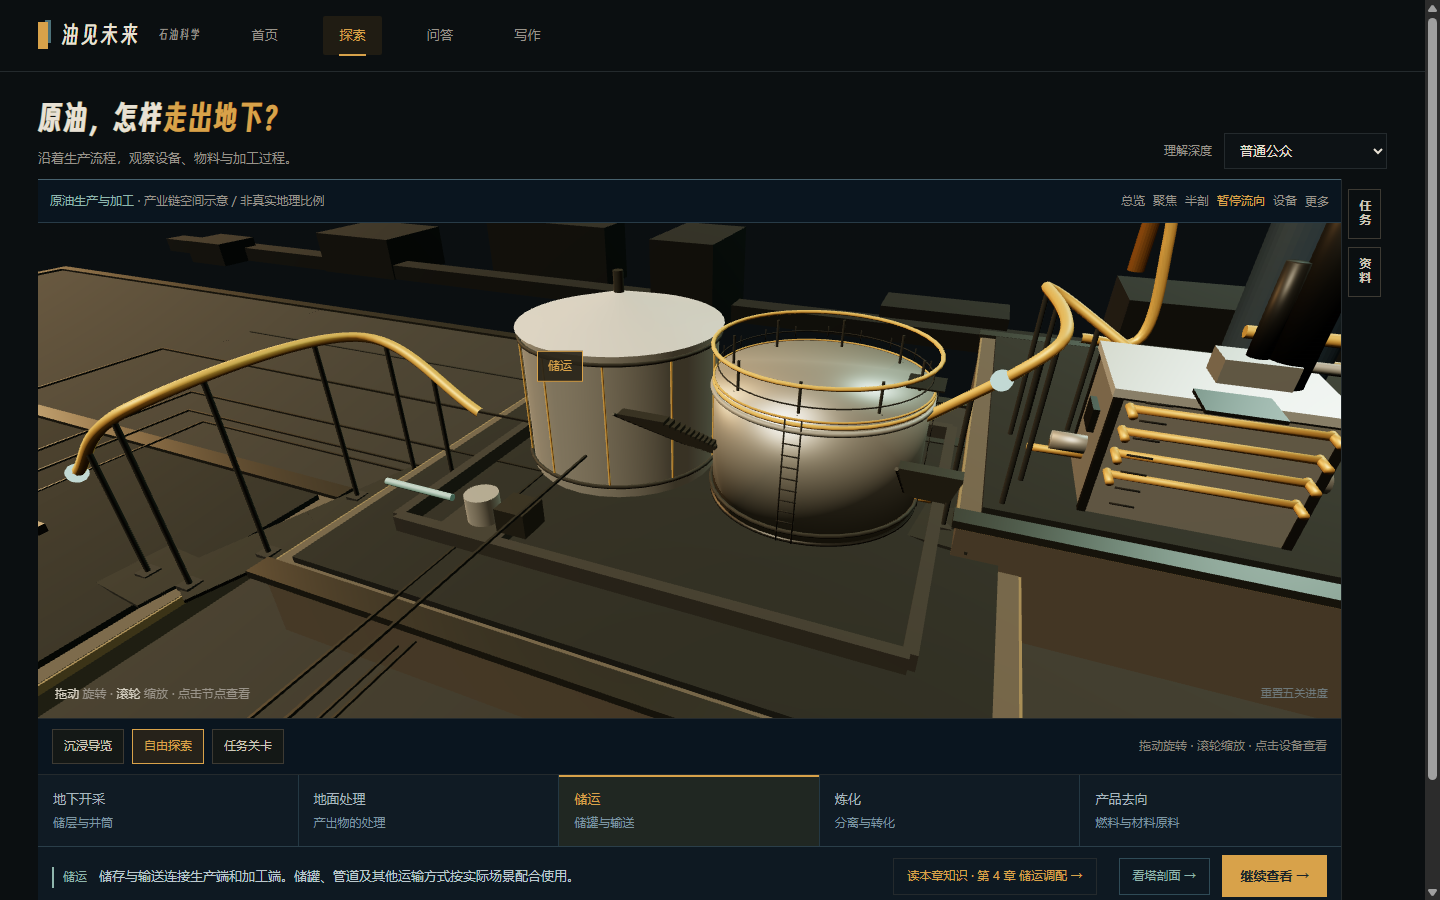 油见未来 石油科学 首页 探索 问答 写作
原油，怎样走出地下？
沿着生产流程，观察设备、物料与加工过程。
理解深度 普通公众
原油生产与加工 · 产业链空间示意 / 非真实地理比例
总览 聚焦 半剖 暂停流向 设备 更多
任务
资料
储运
拖动 旋转 · 滚轮 缩放 · 点击节点查看
重置五关进度
沉浸导览 自由探索 任务关卡
拖动旋转 · 滚轮缩放 · 点击设备查看
地下开采
储层与井筒
地面处理
产出物的处理
储运
储罐与输送
炼化
分离与转化
产品去向
燃料与材料原料
储运 储存与输送连接生产端和加工端。储罐、管道及其他运输方式按实际场景配合使用。
读本章知识 · 第 4 章 储运调配 →
看塔剖面 →
继续查看 →